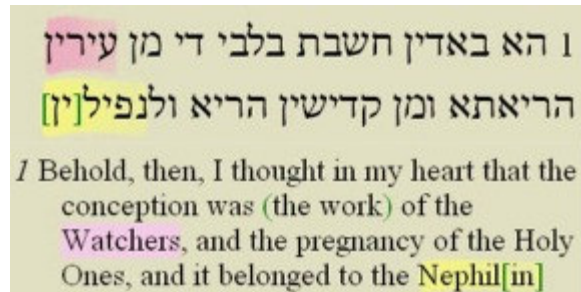 1 הא באדין חשבת בלבי די מן עירין
הריאתא ומן קדישין הריא ולנפיל[ין]
1 Behold, then, I thought in my heart that the
conception was (the work) of the
Watchers, and the pregnancy of the Holy
Ones, and it belonged to the Nephil[in]